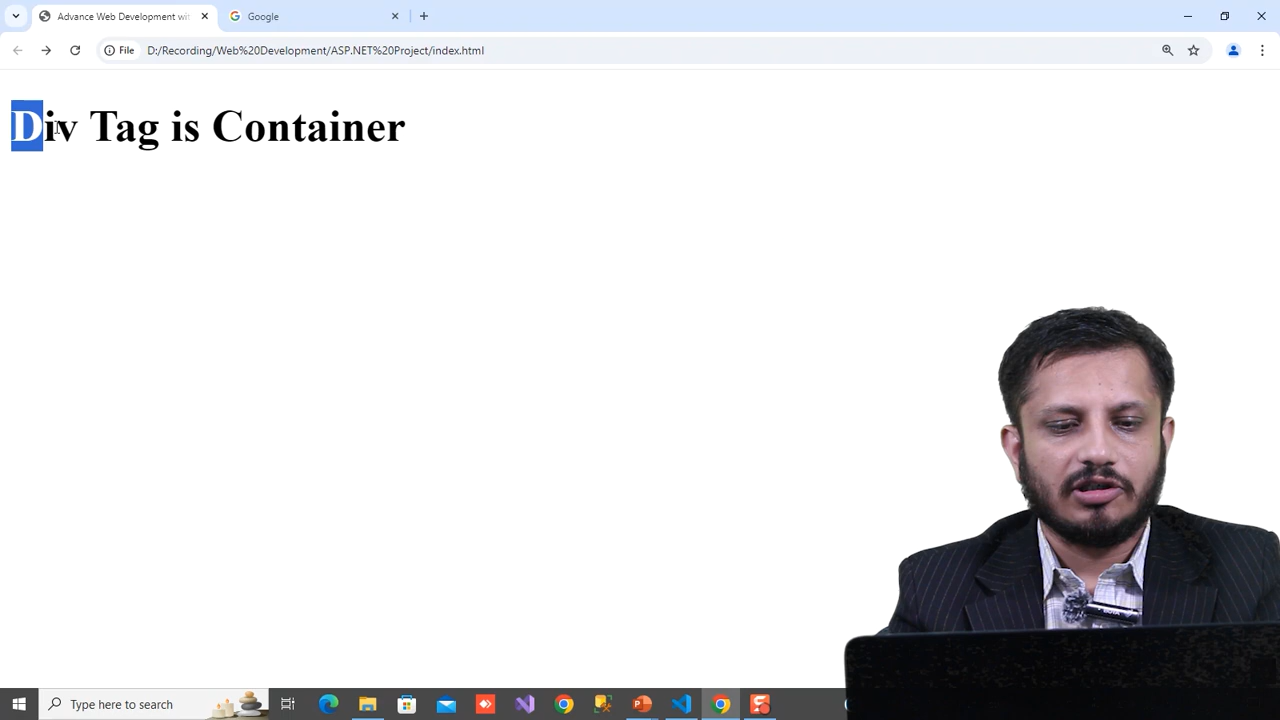 Advance Web Development wit
Google
File
D:/Recording/Web%20Development/ASP.NET%20Project/index.html
Div Tag is Container
Type here to search